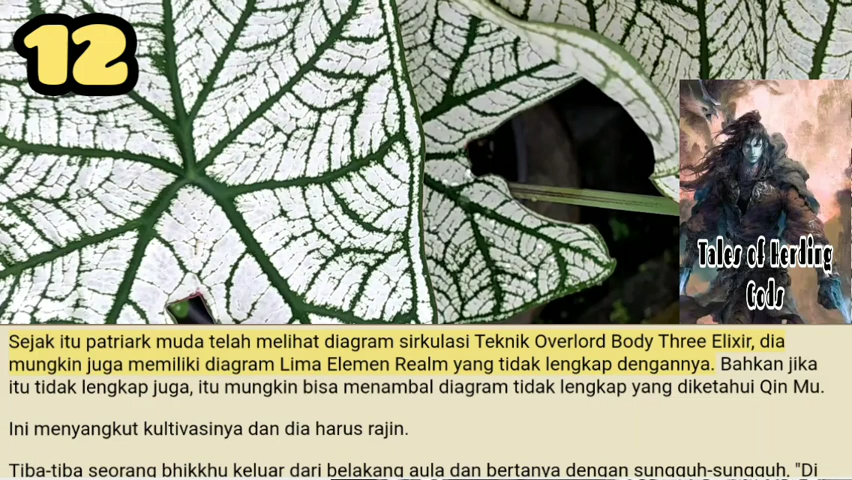 12
Tales of Herding
Gods
Sejak itu patriark muda telah melihat diagram sirkulasi Teknik Overlord Body Three Elixir, dia
mungkin juga memiliki diagram Lima Elemen Realm yang tidak lengkap dengannya. Bahkan jika
itu tidak lengkap juga, itu mungkin bisa menambal diagram tidak lengkap yang diketahui Qin Mu.
Ini menyangkut kultivasinya dan dia harus rajin.
Tiba-tiba seorang bhikkhu keluar dari belakang aula dan bertanya dengan sungguh-sungguh, "Di